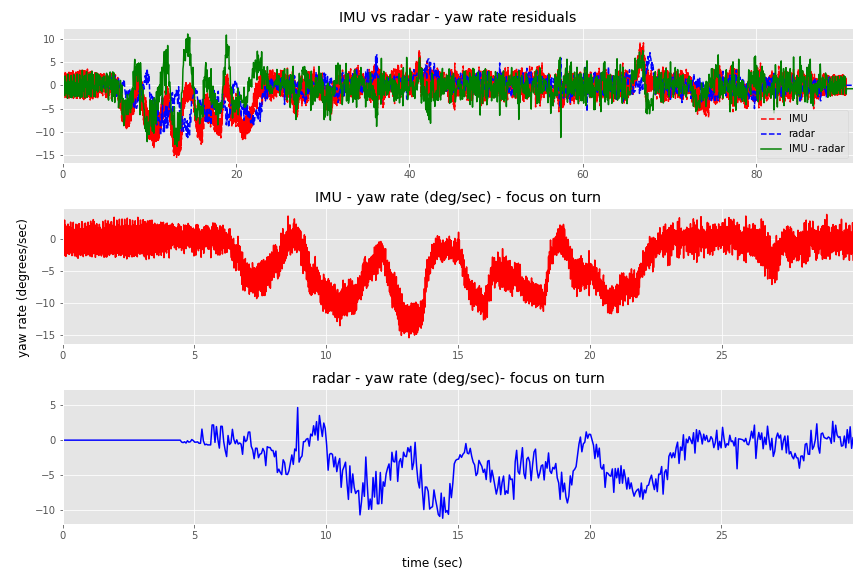 IMU vs radar - yaw rate residuals
10
5
0
−5
−10
−15
0 20 40 60 80
IMU
radar
IMU - radar
IMU - yaw rate (deg/sec) - focus on turn
0
−5
−10
−15
0 5 10 15 20 25
yaw rate (degrees/sec)
radar - yaw rate (deg/sec)- focus on turn
5
0
−5
−10
0 5 10 15 20 25
time (sec)